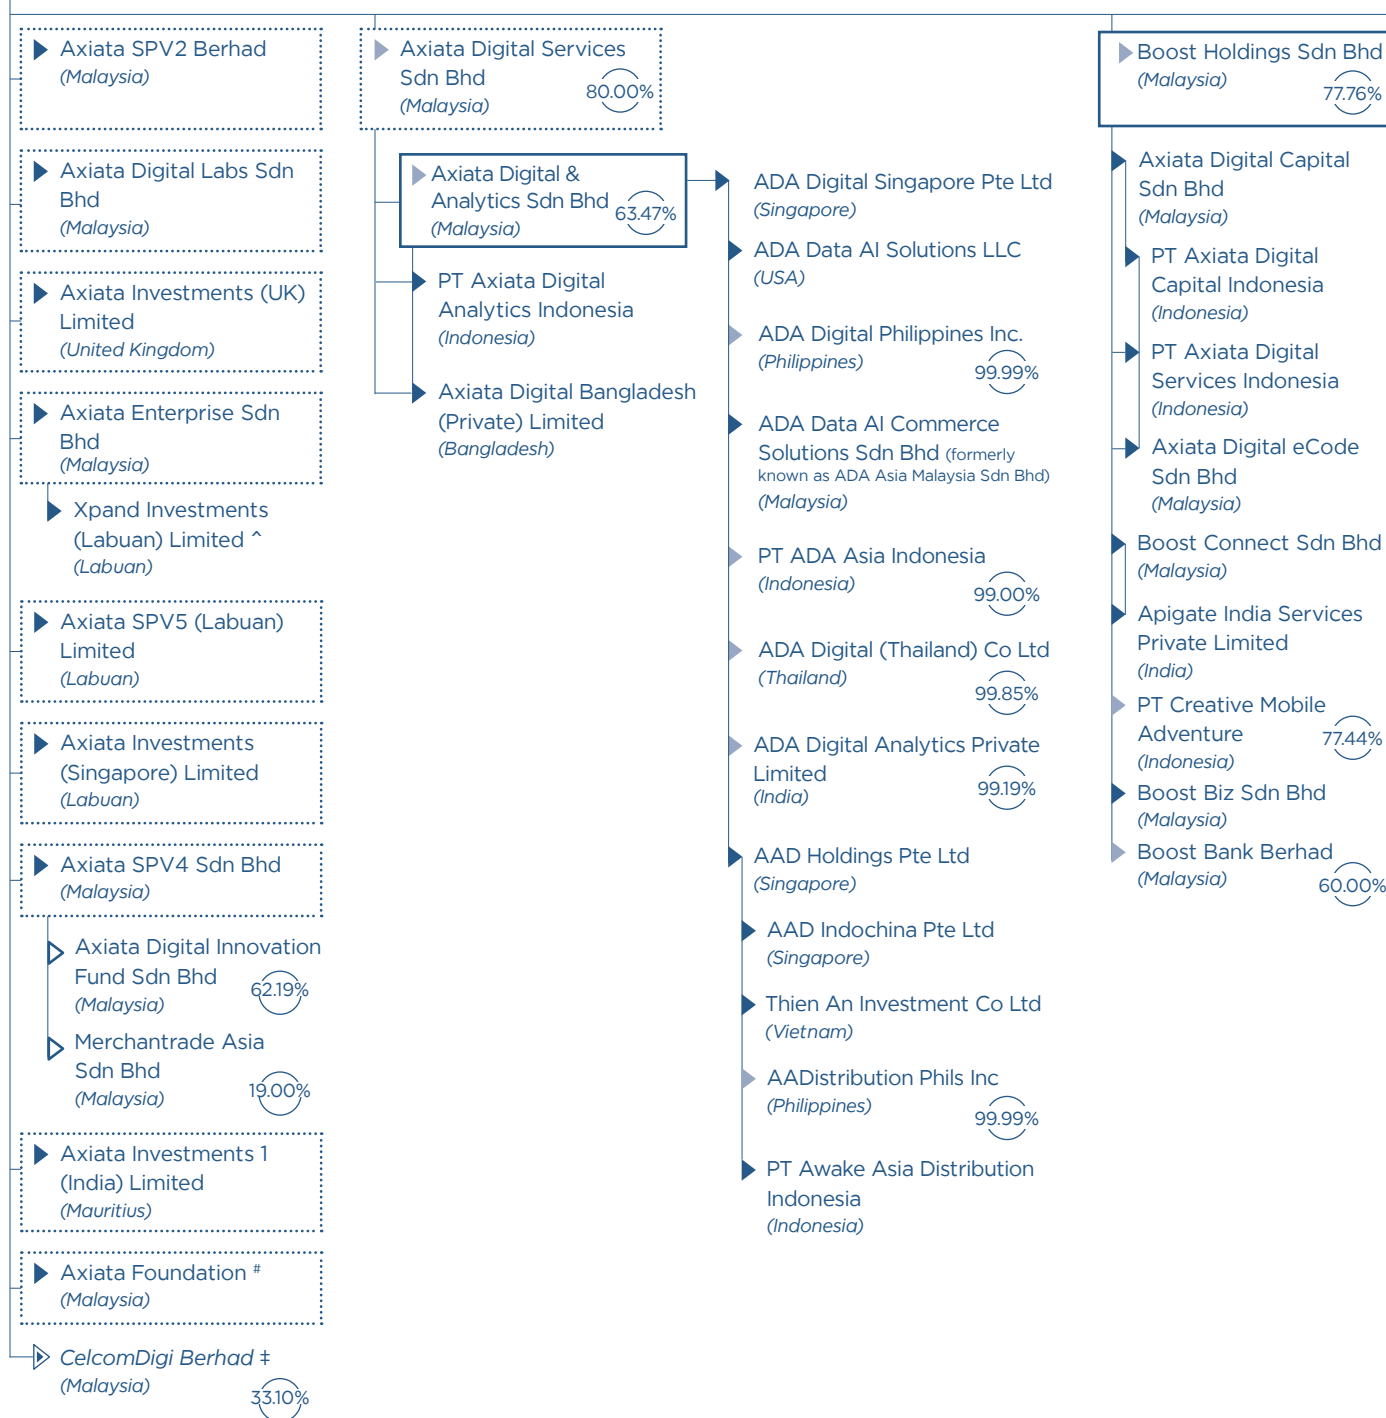 Axiata SPV2 Berhad
(Malaysia)
Axiata Digital Labs Sdn
Bhd
(Malaysia)
Axiata Investments (UK)
Limited
(United Kingdom)
Axiata Enterprise Sdn
Bhd
(Malaysia)
Xpand Investments
(Labuan) Limited ^
(Labuan)
Axiata SPV5 (Labuan)
Limited
(Labuan)
Axiata Investments
(Singapore) Limited
(Labuan)
Axiata SPV4 Sdn Bhd
(Malaysia)
Axiata Digital Innovation
Fund Sdn Bhd
(Malaysia)
62.19%
Merchantrade Asia
Sdn Bhd
(Malaysia)
19.00%
Axiata Investments 1
(India) Limited
(Mauritius)
Axiata Foundation #
(Malaysia)
CelcomDigi Berhad ‡
(Malaysia)
33.10%
Axiata Digital Services
Sdn Bhd
(Malaysia)
80.00%
Axiata Digital &
Analytics Sdn Bhd
(Malaysia)
63.47%
PT Axiata Digital
Analytics Indonesia
(Indonesia)
Axiata Digital Bangladesh
(Private) Limited
(Bangladesh)
ADA Digital Singapore Pte Ltd
(Singapore)
ADA Data AI Solutions LLC
(USA)
ADA Digital Philippines Inc.
(Philippines)
99.99%
ADA Data AI Commerce
Solutions Sdn Bhd (formerly
known as ADA Asia Malaysia Sdn Bhd)
(Malaysia)
PT ADA Asia Indonesia
(Indonesia)
99.00%
ADA Digital (Thailand) Co Ltd
(Thailand)
99.85%
ADA Digital Analytics Private
Limited
(India)
99.19%
AAD Holdings Pte Ltd
(Singapore)
AAD Indochina Pte Ltd
(Singapore)
Thien An Investment Co Ltd
(Vietnam)
AADistribution Phils Inc
(Philippines)
99.99%
PT Awake Asia Distribution
Indonesia
(Indonesia)
Boost Holdings Sdn Bhd
(Malaysia)
77.76%
Axiata Digital Capital
Sdn Bhd
(Malaysia)
PT Axiata Digital
Capital Indonesia
(Indonesia)
PT Axiata Digital
Services Indonesia
(Indonesia)
Axiata Digital eCode
Sdn Bhd
(Malaysia)
Boost Connect Sdn Bhd
(Malaysia)
Apigate India Services
Private Limited
(India)
PT Creative Mobile
Adventure
(Indonesia)
77.44%
Boost Biz Sdn Bhd
(Malaysia)
Boost Bank Berhad
(Malaysia)
60.00%